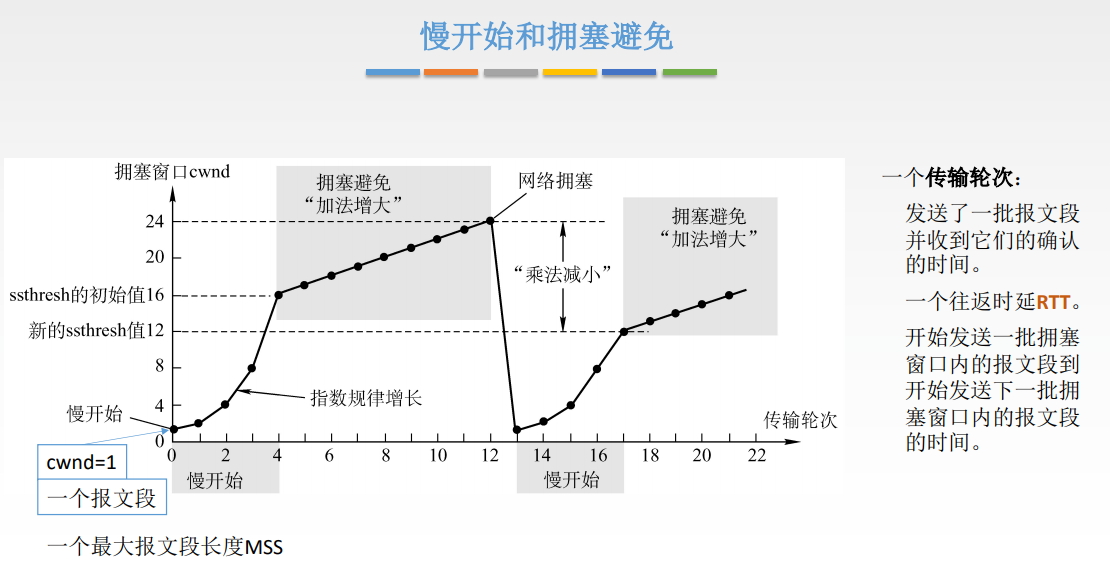 慢开始和拥塞避免
拥塞窗口cwnd
拥塞避免
“加法增大”
网络拥塞
拥塞避免
“加法增大”
24
20
“乘法减小”
ssthresh的初始值16
新的ssthresh值12
8
指数规律增长
4
慢开始
传输轮次
0
0 2 4 6 8 10 12 14 16 18 20 22
慢开始
慢开始
cwnd=1
一个报文段
一个最大报文段长度MSS
一个传输轮次：
发送了一批报文段
并收到它们的确认
的时间。
一个往返时延RTT。
开始发送一批拥塞
窗口内的报文段到
开始发送下一批拥
塞窗口内的报文段
的时间。